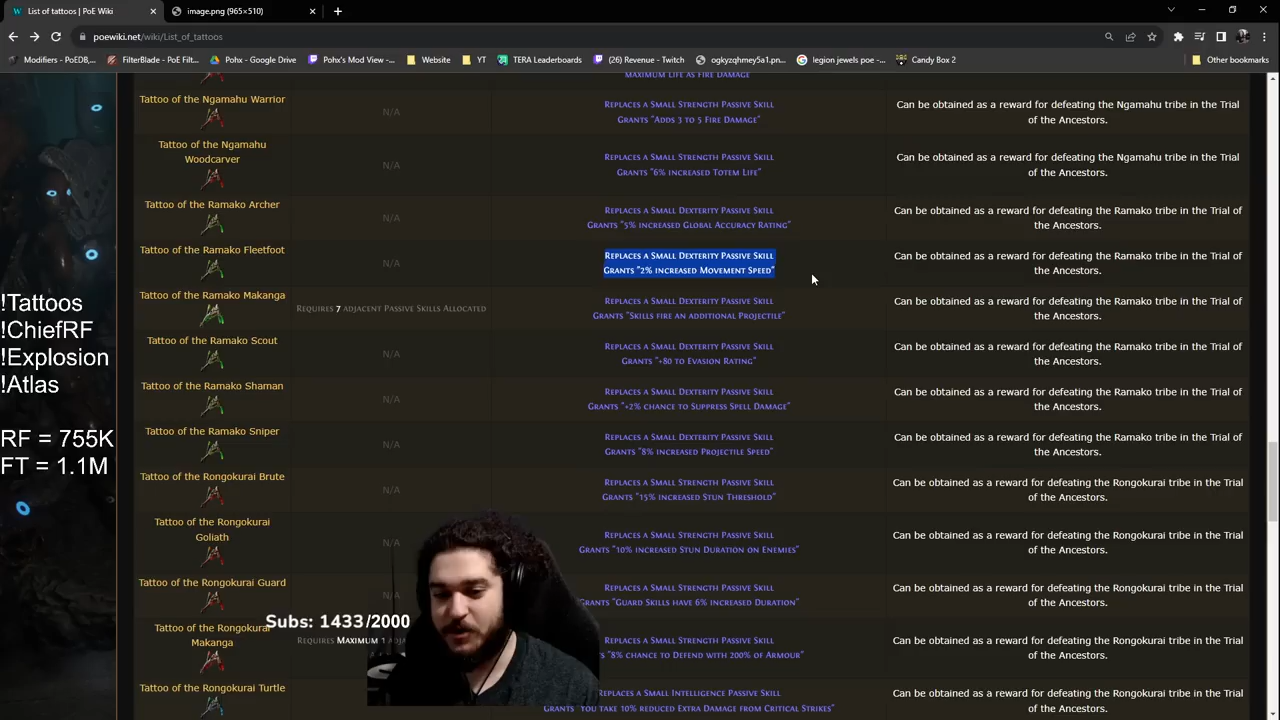 List of tattoos | PoE Wiki
image.png (965×510)
poewiki.net/wiki/List_of_tattoos
Modifiers - PoEDB,...
FilterBlade - PoE Filt...
Pohx - Google Drive
Pohx's Mod View -...
Website
YT
TERA Leaderboards
(26) Revenue - Twitch
ogkyzqhmey5a1.pn...
legion jewels poe -...
Candy Box 2
Other bookmarks
maximum Life as Fire Damage
Tattoo of the Ngamahu Warrior
N/A
Replaces a Small Strength Passive Skill
Grants "Adds 3 to 5 Fire Damage"
Can be obtained as a reward for defeating the Ngamahu tribe in the Trial
of the Ancestors.
Tattoo of the Ngamahu
Woodcarver
N/A
Replaces a Small Strength Passive Skill
Grants "6% increased Totem Life"
Can be obtained as a reward for defeating the Ngamahu tribe in the Trial
of the Ancestors.
Tattoo of the Ramako Archer
N/A
Replaces a Small Dexterity Passive Skill
Grants "5% increased Global Accuracy Rating"
Can be obtained as a reward for defeating the Ramako tribe in the Trial of
the Ancestors.
Tattoo of the Ramako Fleetfoot
N/A
Replaces a Small Dexterity Passive Skill
Grants "2% increased Movement Speed"
Can be obtained as a reward for defeating the Ramako tribe in the Trial of
the Ancestors.
Tattoo of the Ramako Makanga
Requires 7 adjacent Passive Skills Allocated
Replaces a Small Dexterity Passive Skill
Grants "Skills fire an additional Projectile"
Can be obtained as a reward for defeating the Ramako tribe in the Trial of
the Ancestors.
Tattoo of the Ramako Scout
N/A
Replaces a Small Dexterity Passive Skill
Grants "+80 to Evasion Rating"
Can be obtained as a reward for defeating the Ramako tribe in the Trial of
the Ancestors.
Tattoo of the Ramako Shaman
N/A
Replaces a Small Dexterity Passive Skill
Grants "+2% chance to Suppress Spell Damage"
Can be obtained as a reward for defeating the Ramako tribe in the Trial of
the Ancestors.
Tattoo of the Ramako Sniper
N/A
Replaces a Small Dexterity Passive Skill
Grants "8% increased Projectile Speed"
Can be obtained as a reward for defeating the Ramako tribe in the Trial of
the Ancestors.
Tattoo of the Rongokurai Brute
N/A
Replaces a Small Strength Passive Skill
Grants "15% increased Stun Threshold"
Can be obtained as a reward for defeating the Rongokurai tribe in the Trial
of the Ancestors.
Tattoo of the Rongokurai
Goliath
N/A
Replaces a Small Strength Passive Skill
Grants "10% increased Stun Duration on Enemies"
Can be obtained as a reward for defeating the Rongokurai tribe in the Trial
of the Ancestors.
Tattoo of the Rongokurai Guard
N/A
Replaces a Small Strength Passive Skill
Grants "Guard Skills have 6% increased Duration"
Can be obtained as a reward for defeating the Rongokurai tribe in the Trial
of the Ancestors.
Tattoo of the Rongokurai
Makanga
Requires Maximum 1
Replaces a Small Strength Passive Skill
"8% chance to Defend with 200% of Armour"
Can be obtained as a reward for defeating the Rongokurai tribe in the Trial
of the Ancestors.
Tattoo of the Rongokurai Turtle
Replaces a Small Intelligence Passive Skill
Grants "You take 10% reduced Extra Damage from Critical Strikes"
Can be obtained as a reward for defeating the Rongokurai tribe in the Trial
of the Ancestors.
!Tattoos
!ChiefRF
!Explosion
!Atlas
RF = 755K
FT = 1.1M
Subs: 1433/2000